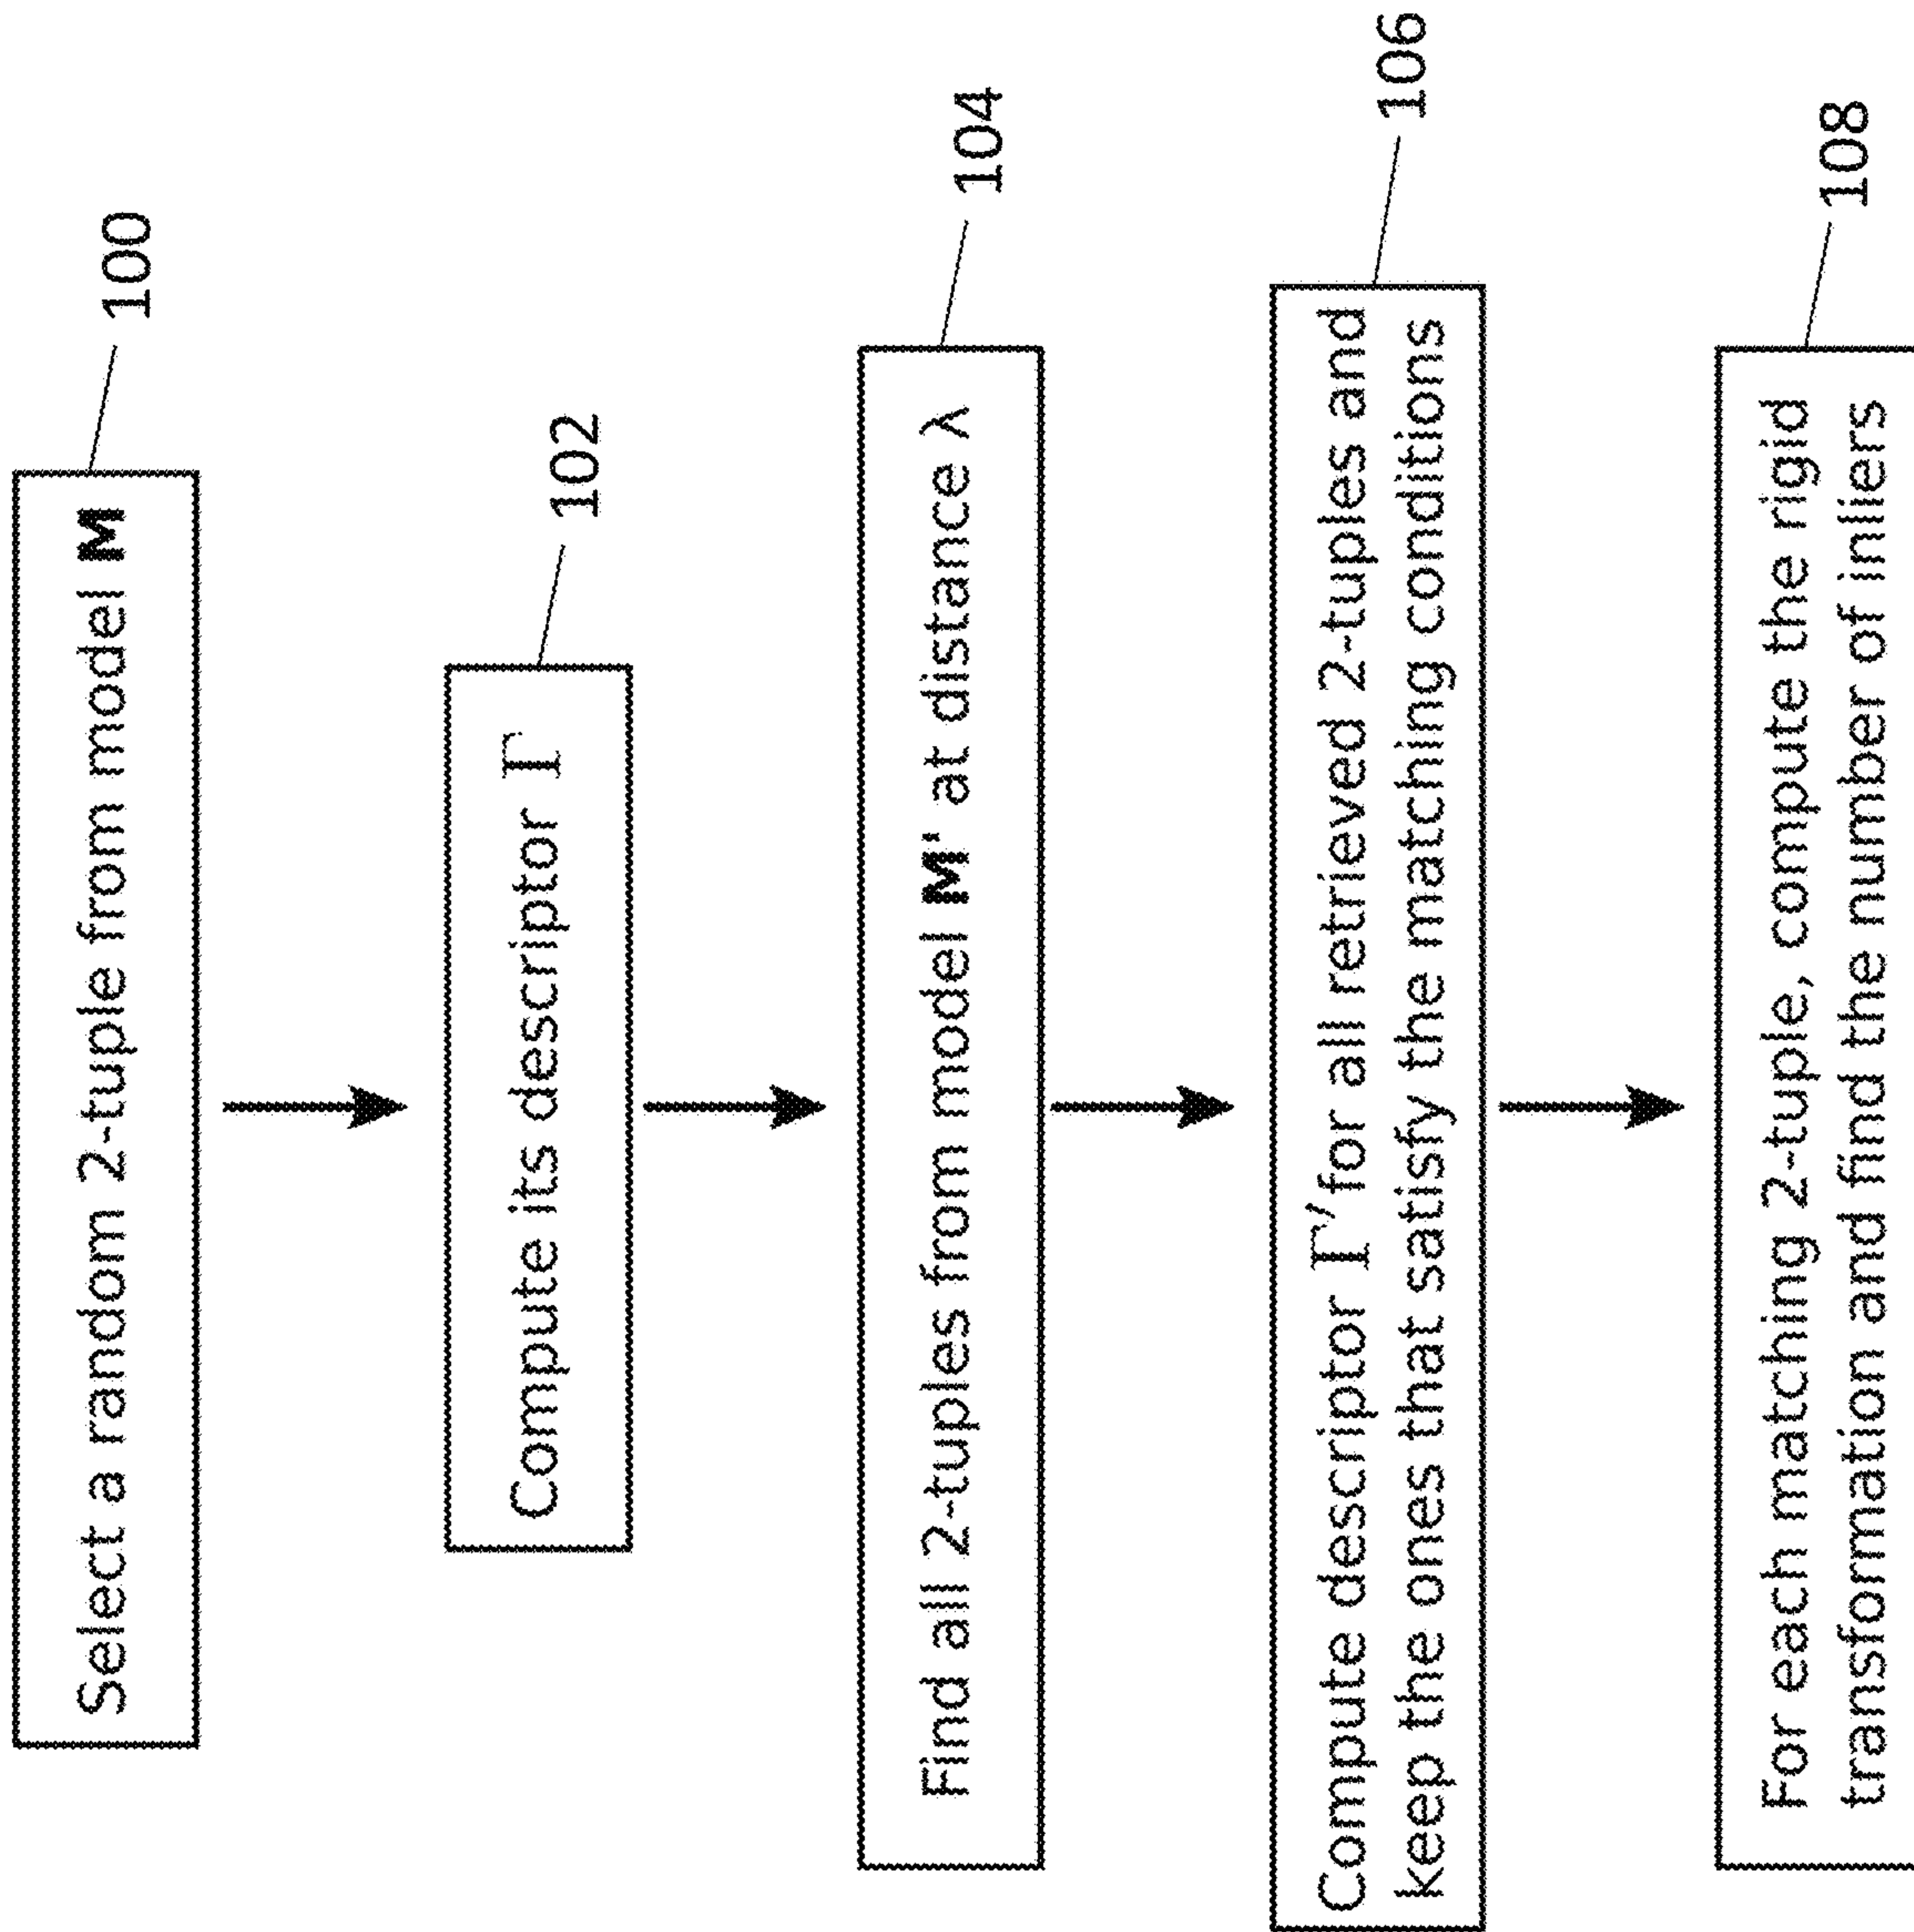 Select a random 2-tuple from model M
100
Compute its descriptor Γ
102
Find all 2-tuples from model M' at distance λ
104
Compute descriptor Γ′ for all retrieved 2-tuples and
keep the ones that satisfy the matching conditions
106
For each matching 2-tuple, compute the rigid
transformation and find the number of inliers
108